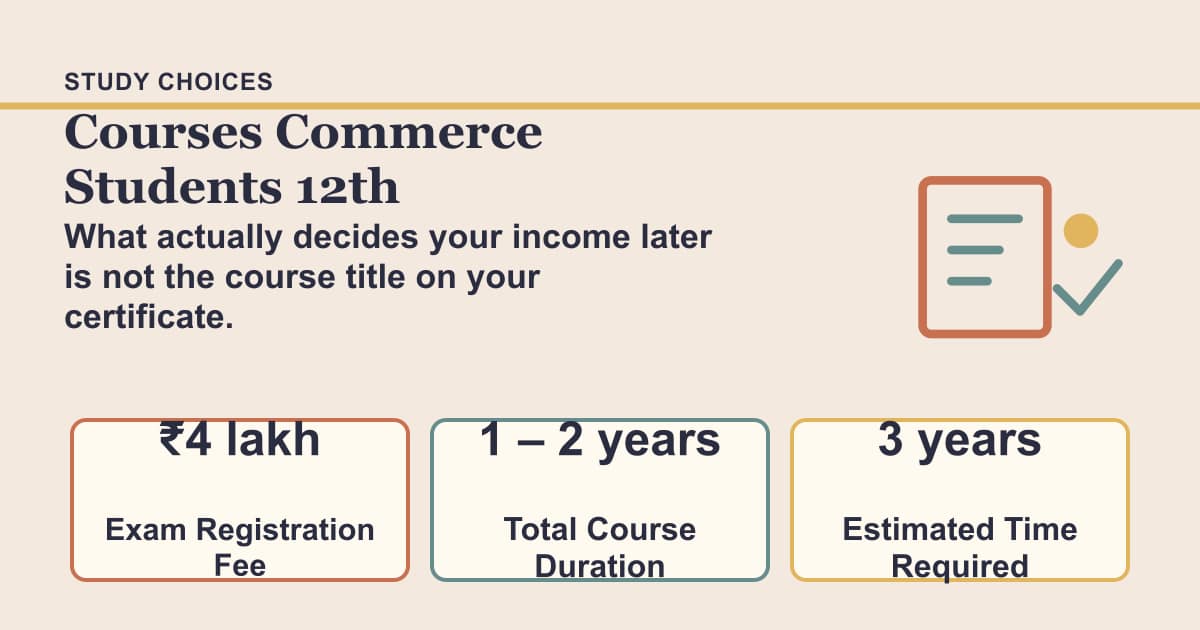 STUDY CHOICES
Courses Commerce
Students 12th
What actually decides your income later
is not the course title on your
certificate.
₹4 lakh
Exam Registration
Fee
1 – 2 years
Total Course
Duration
3 years
Estimated Time
Required